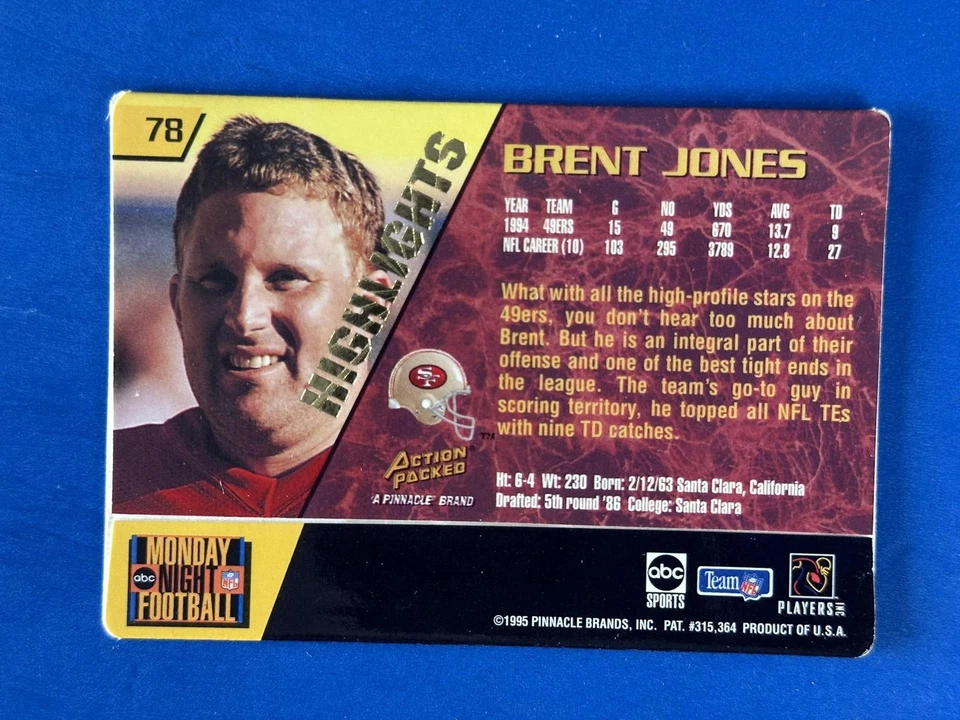 78
HIGHLIGHTS
BRENT JONES
YEAR TEAM G NO YDS AVG TD
1994 49ERS 15 49 670 13.7 9
NFL CAREER (10) 103 295 3789 12.8 27
What with all the high-profile stars on the
49ers, you don't hear too much about
Brent. But he is an integral part of their
offense and one of the best tight ends in
the league. The team's go-to guy in
scoring territory, he topped all NFL TEs
with nine TD catches.
SF
TM
ACTION
PACKED
A PINNACLE BRAND
Ht: 6-4 Wt: 230 Born: 2/12/63 Santa Clara, California
Drafted: 5th round '86 College: Santa Clara
MONDAY
abc NIGHT NFL
FOOTBALL
abc
SPORTS
Team NFL
PLAYERS INC
©1995 PINNACLE BRANDS, INC. PAT. #315,364 PRODUCT OF U.S.A.